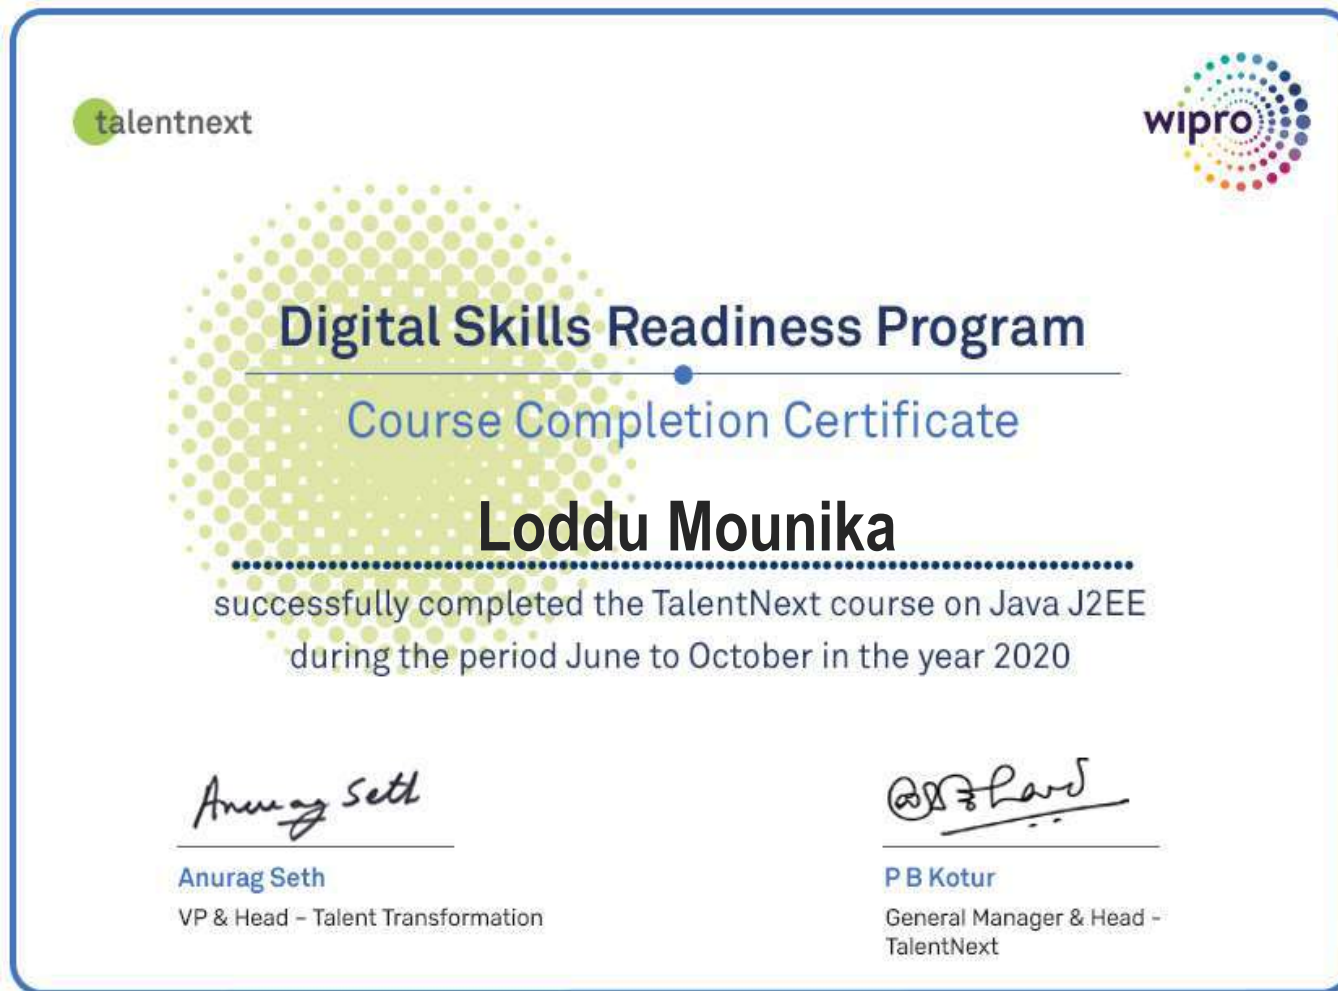 talentnext
wipro
Digital Skills Readiness Program
Course Completion Certificate
Loddu Mounika
successfully completed the TalentNext course on Java J2EE
during the period June to October in the year 2020
Anurag Seth
Anurag Seth
P B Kotur
VP & Head – Talent Transformation
General Manager & Head -
TalentNext